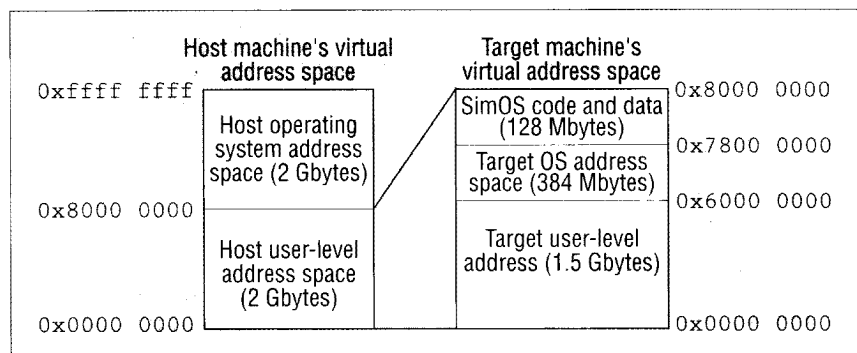 Host machine's virtual
address space
Target machine's
virtual address space
0xffff ffff
0x8000 0000
0x0000 0000
Host operating
system address
space (2 Gbytes)
Host user-level
address space
(2 Gbytes)
SimOS code and data
(128 Mbytes)
Target OS address
space (384 Mbytes)
Target user-level
address (1.5 Gbytes)
0x8000 0000
0x7800 0000
0x6000 0000
0x0000 0000